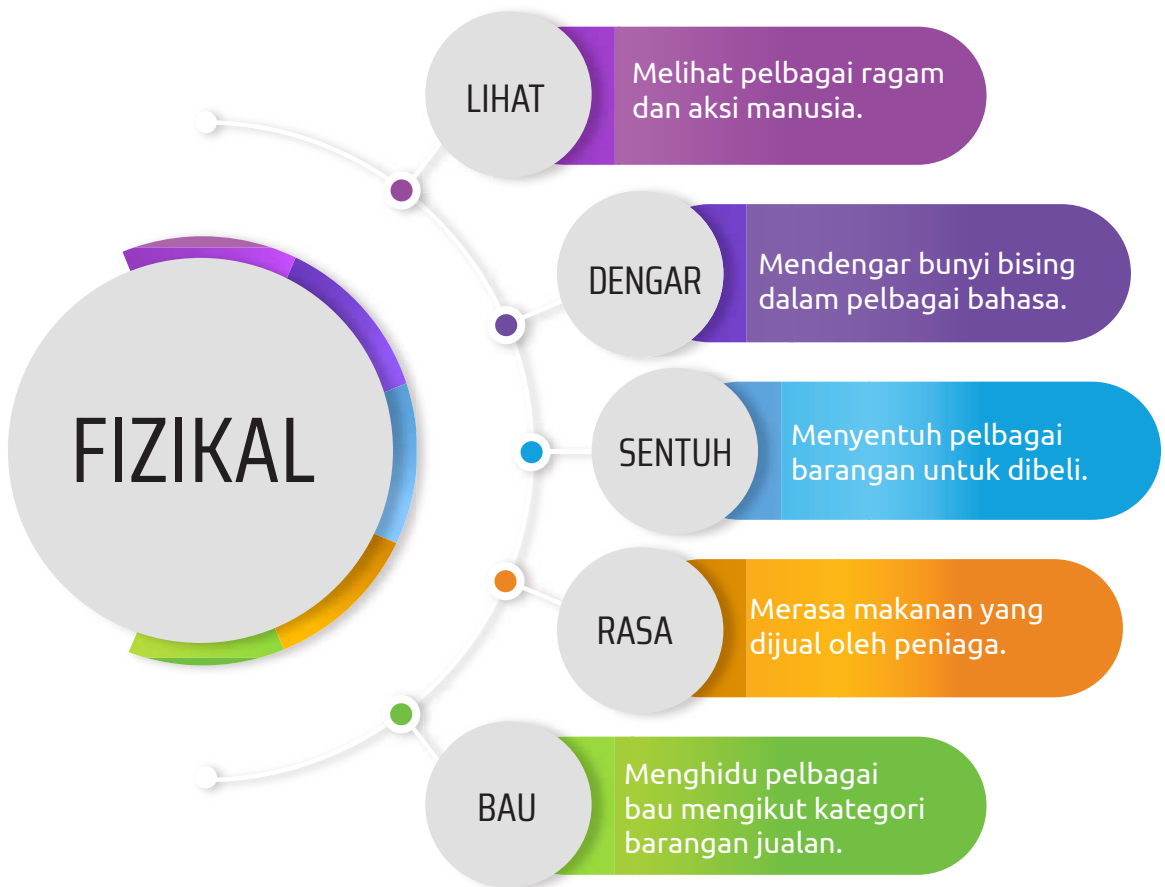 FIZIKAL
LIHAT
Melihat pelbagai ragam
dan aksi manusia.
DENGAR
Mendengar bunyi bising
dalam pelbagai bahasa.
SENTUH
Menyentuh pelbagai
barangan untuk dibeli.
RASA
Merasa makanan yang
dijual oleh peniaga.
BAU
Menghidu pelbagai
bau mengikut kategori
barangan jualan.